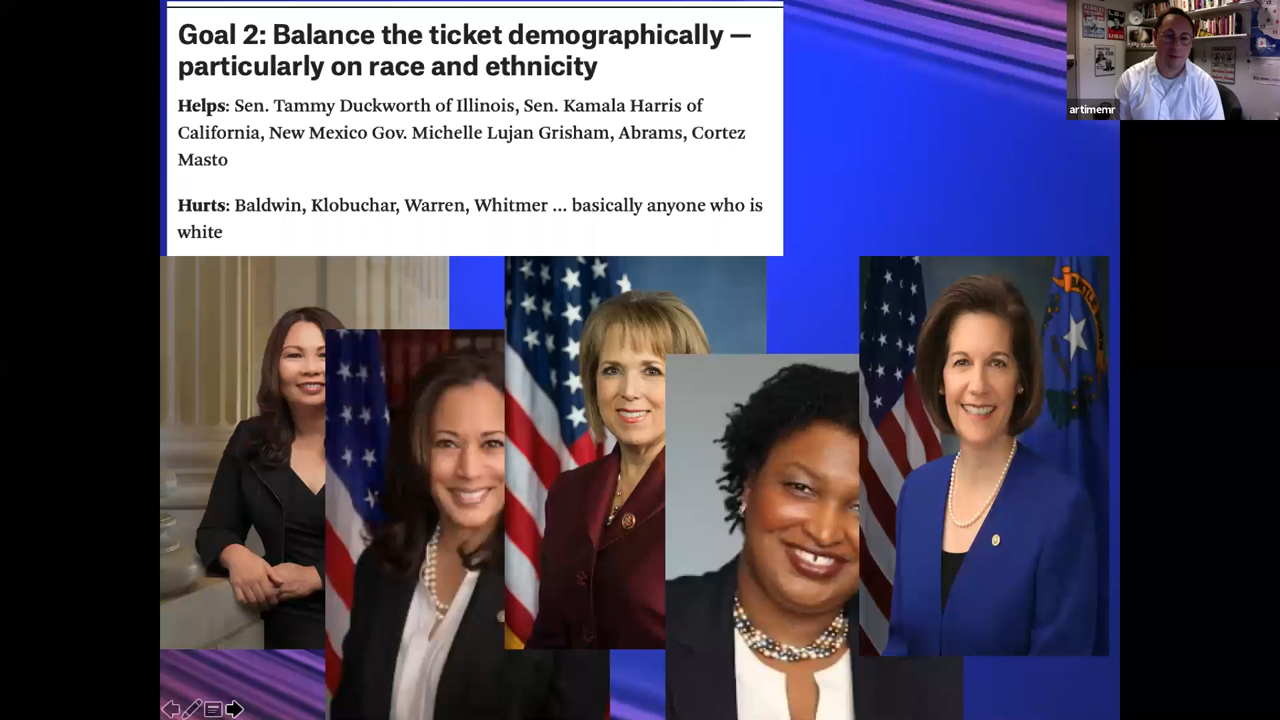 Goal 2: Balance the ticket demographically —
particularly on race and ethnicity
Helps: Sen. Tammy Duckworth of Illinois, Sen. Kamala Harris of
California, New Mexico Gov. Michelle Lujan Grisham, Abrams, Cortez
Masto
Hurts: Baldwin, Klobuchar, Warren, Whitmer ... basically anyone who is
white
artimemr